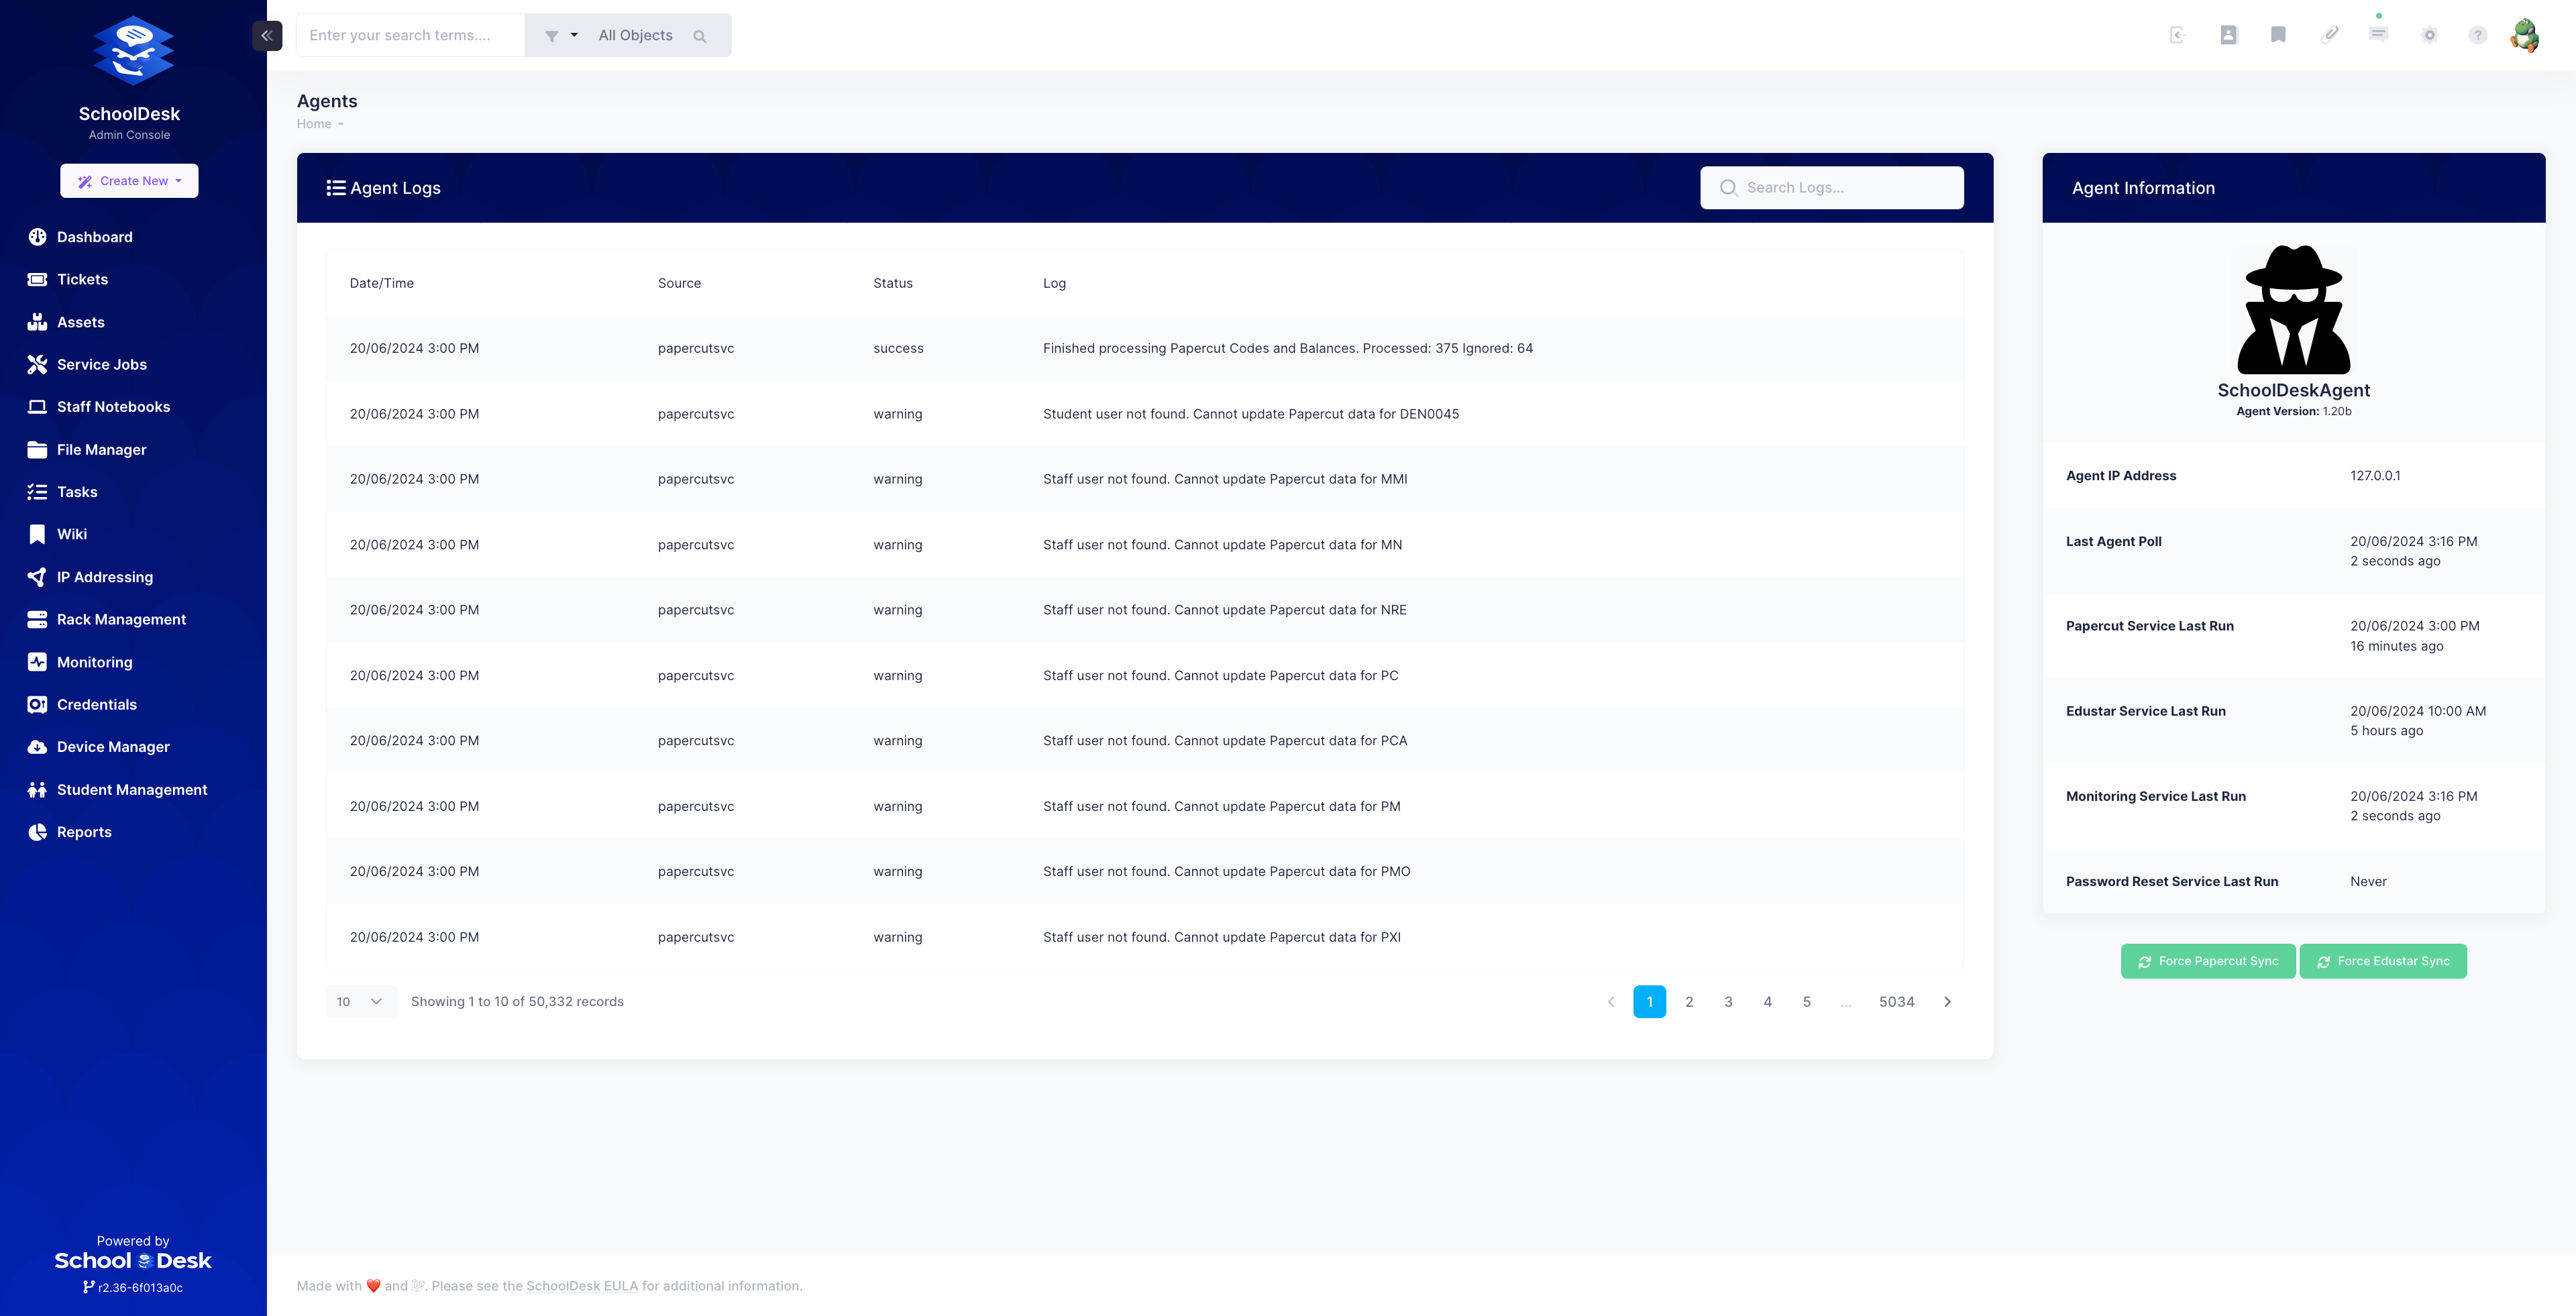 SchoolDesk
Admin Console
Create New
Dashboard
Tickets
Assets
Service Jobs
Staff Notebooks
File Manager
Tasks
Wiki
IP Addressing
Rack Management
Monitoring
Credentials
Device Manager
Student Management
Reports
Powered by
School Desk
r2.36-6f013a0c
Enter your search terms.... All Objects
Agents
Home -
Agent Logs Search Logs...
Date/Time Source Status Log
20/06/2024 3:00 PM papercutsvc success Finished processing Papercut Codes and Balances. Processed: 375 Ignored: 64
20/06/2024 3:00 PM papercutsvc warning Student user not found. Cannot update Papercut data for DEN0045
20/06/2024 3:00 PM papercutsvc warning Staff user not found. Cannot update Papercut data for MMI
20/06/2024 3:00 PM papercutsvc warning Staff user not found. Cannot update Papercut data for MN
20/06/2024 3:00 PM papercutsvc warning Staff user not found. Cannot update Papercut data for NRE
20/06/2024 3:00 PM papercutsvc warning Staff user not found. Cannot update Papercut data for PC
20/06/2024 3:00 PM papercutsvc warning Staff user not found. Cannot update Papercut data for PCA
20/06/2024 3:00 PM papercutsvc warning Staff user not found. Cannot update Papercut data for PM
20/06/2024 3:00 PM papercutsvc warning Staff user not found. Cannot update Papercut data for PMO
20/06/2024 3:00 PM papercutsvc warning Staff user not found. Cannot update Papercut data for PXI
10 Showing 1 to 10 of 50,332 records 1 2 3 4 5 ... 5034
Agent Information
SchoolDeskAgent
Agent Version: 1.20b
Agent IP Address 127.0.0.1
Last Agent Poll 20/06/2024 3:16 PM
2 seconds ago
Papercut Service Last Run 20/06/2024 3:00 PM
16 minutes ago
Edustar Service Last Run 20/06/2024 10:00 AM
5 hours ago
Monitoring Service Last Run 20/06/2024 3:16 PM
2 seconds ago
Password Reset Service Last Run Never
Force Papercut Sync Force Edustar Sync
Made with ❤️ and 🕊. Please see the SchoolDesk EULA for additional information.